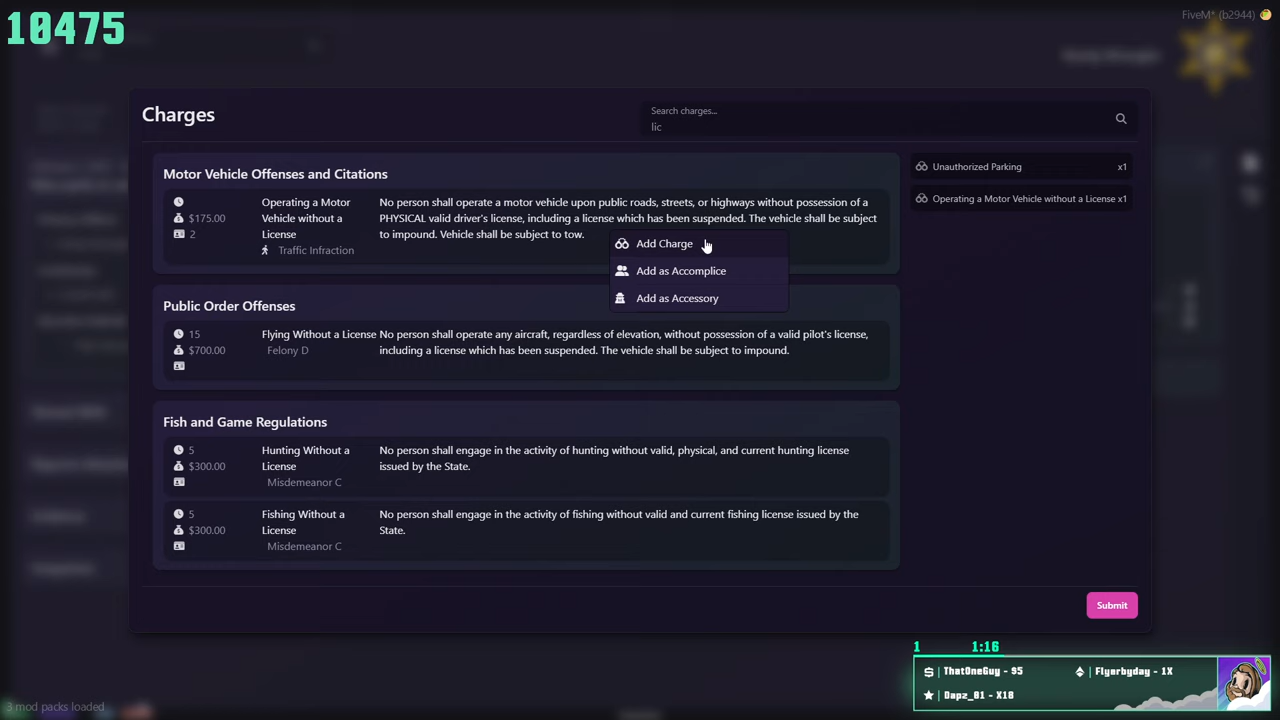 10475
FiveM* (b2944)
Charges
Search charges...
lic
Motor Vehicle Offenses and Citations
$175.00
2
Operating a Motor
Vehicle without a
License
Traffic Infraction
No person shall operate a motor vehicle upon public roads, streets, or highways without possession of a
PHYSICAL valid driver's license, including a license which has been suspended. The vehicle shall be subject
to impound. Vehicle shall be subject to tow.
Add Charge
Add as Accomplice
Add as Accessory
Public Order Offenses
15
$700.00
Flying Without a License
Felony D
No person shall operate any aircraft, regardless of elevation, without possession of a valid pilot's license,
including a license which has been suspended. The vehicle shall be subject to impound.
Fish and Game Regulations
5
$300.00
Hunting Without a
License
Misdemeanor C
No person shall engage in the activity of hunting without valid, physical, and current hunting license
issued by the State.
5
$300.00
Fishing Without a
License
Misdemeanor C
No person shall engage in the activity of fishing without valid and current fishing license issued by the
State.
Unauthorized Parking x1
Operating a Motor Vehicle without a License x1
Submit
1 1:16
$ | ThatOneGuy - 95
| Flyorbyday - 1X
| Dapz_01 - X18
3 mod packs loaded